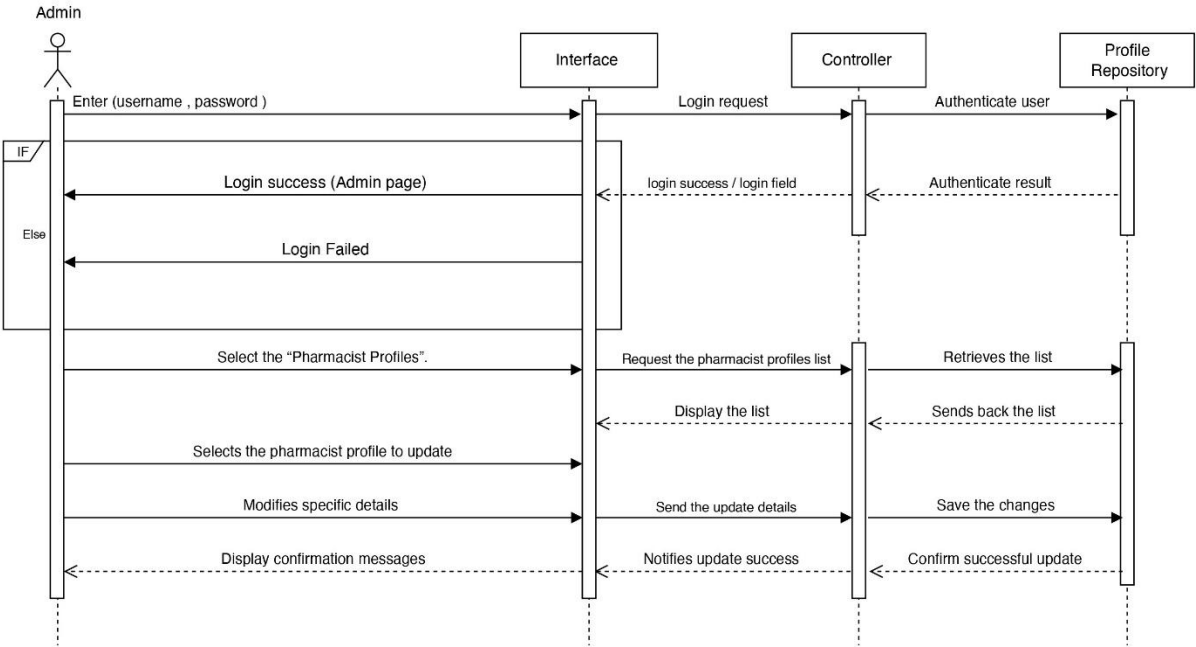 Admin
Interface
Controller
Profile
Repository
Enter (username , password )
Login request
Authenticate user
IF
Login success (Admin page)
login success / login field
Authenticate result
Else
Login Failed
Select the “Pharmacist Profiles”.
Request the pharmacist profiles list
Retrieves the list
Display the list
Sends back the list
Selects the pharmacist profile to update
Modifies specific details
Send the update details
Save the changes
Display confirmation messages
Notifies update success
Confirm successful update